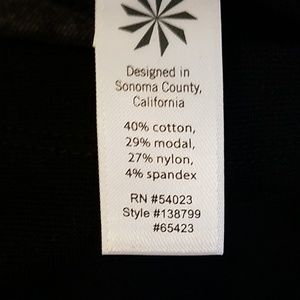 Designed in
Sonoma County,
California
40% cotton,
29% modal,
27% nylon,
4% spandex
RN #54023
Style #138799
#65423